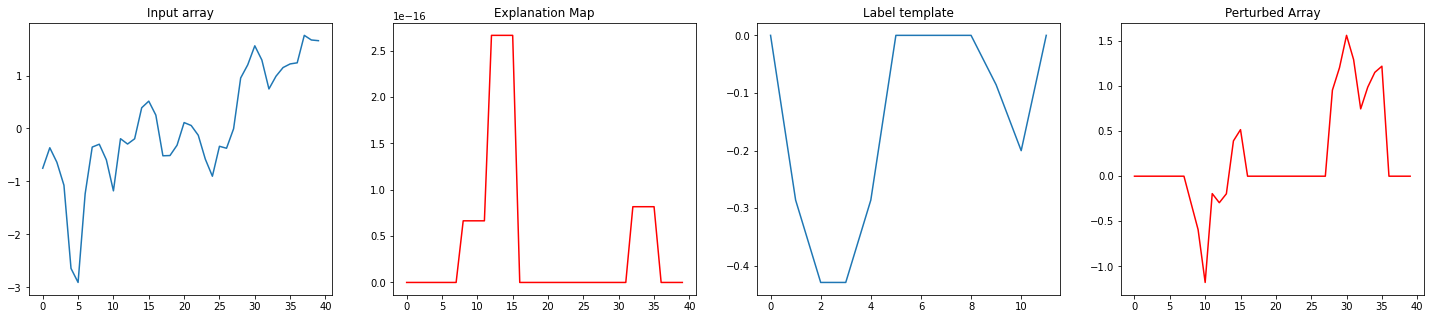 Input array
1
0
−1
−2
−3
0 5 10 15 20 25 30 35 40
Explanation Map
1e−16
2.5
2.0
1.5
1.0
0.5
0.0
0 5 10 15 20 25 30 35 40
Label template
0.0
−0.1
−0.2
−0.3
−0.4
0 2 4 6 8 10
Perturbed Array
1.5
1.0
0.5
0.0
−0.5
−1.0
0 5 10 15 20 25 30 35 40